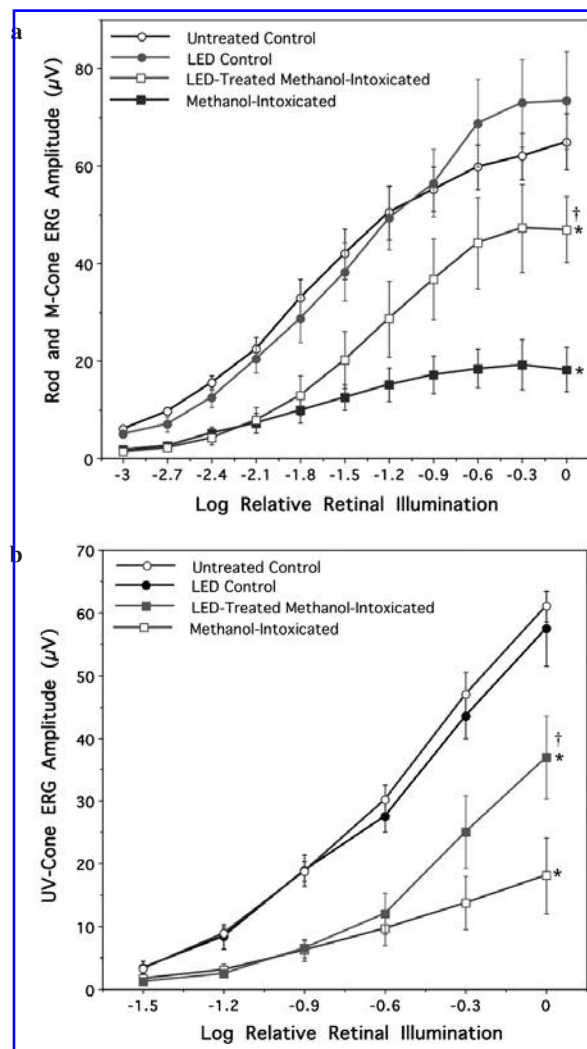 a
Untreated Control
LED Control
LED-Treated Methanol-Intoxicated
Methanol-Intoxicated
Rod and M-Cone ERG Amplitude (µV)
80
60
40
20
0
†
*
*
-3 -2.7 -2.4 -2.1 -1.8 -1.5 -1.2 -0.9 -0.6 -0.3 0
Log Relative Retinal Illumination
b
Untreated Control
LED Control
LED-Treated Methanol-Intoxicated
Methanol-Intoxicated
UV-Cone ERG Amplitude (µV)
70
60
50
40
30
20
10
0
†
*
*
-1.5 -1.2 -0.9 -0.6 -0.3 0
Log Relative Retinal Illumination